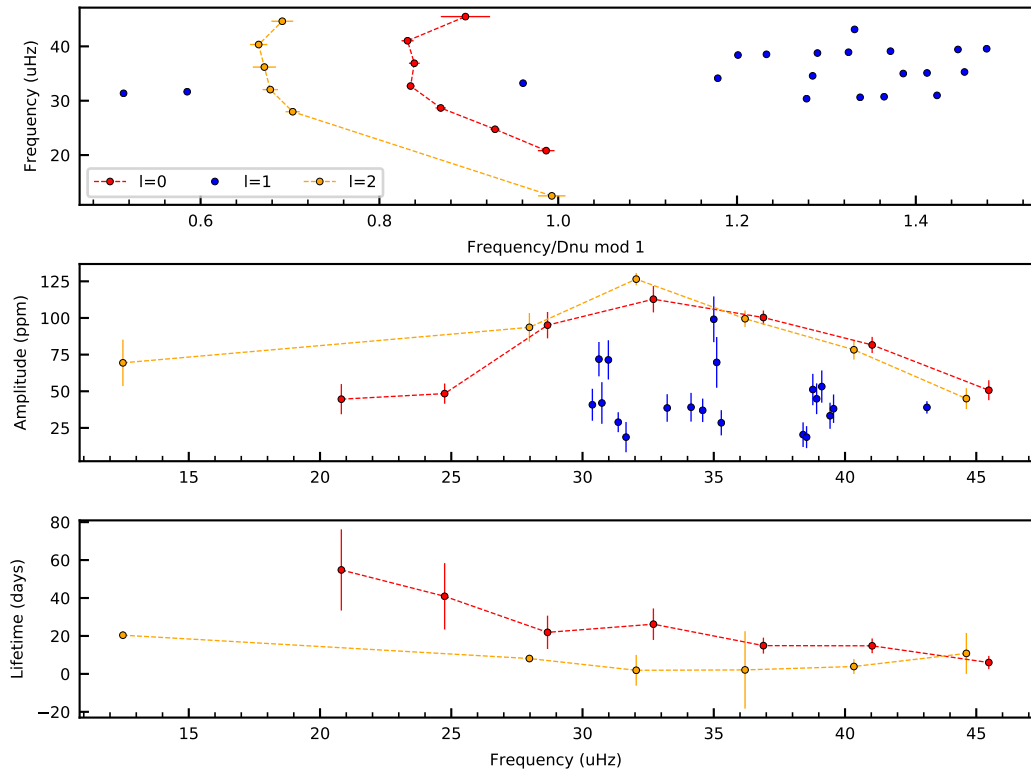 Frequency (uHz)
40
30
20
l=0 l=1 l=2
0.6 0.8 1.0 1.2 1.4
Frequency/Dnu mod 1
Amplitude (ppm)
125
100
75
50
25
15 20 25 30 35 40 45
Lifetime (days)
80
60
40
20
0
−20
15 20 25 30 35 40 45
Frequency (uHz)